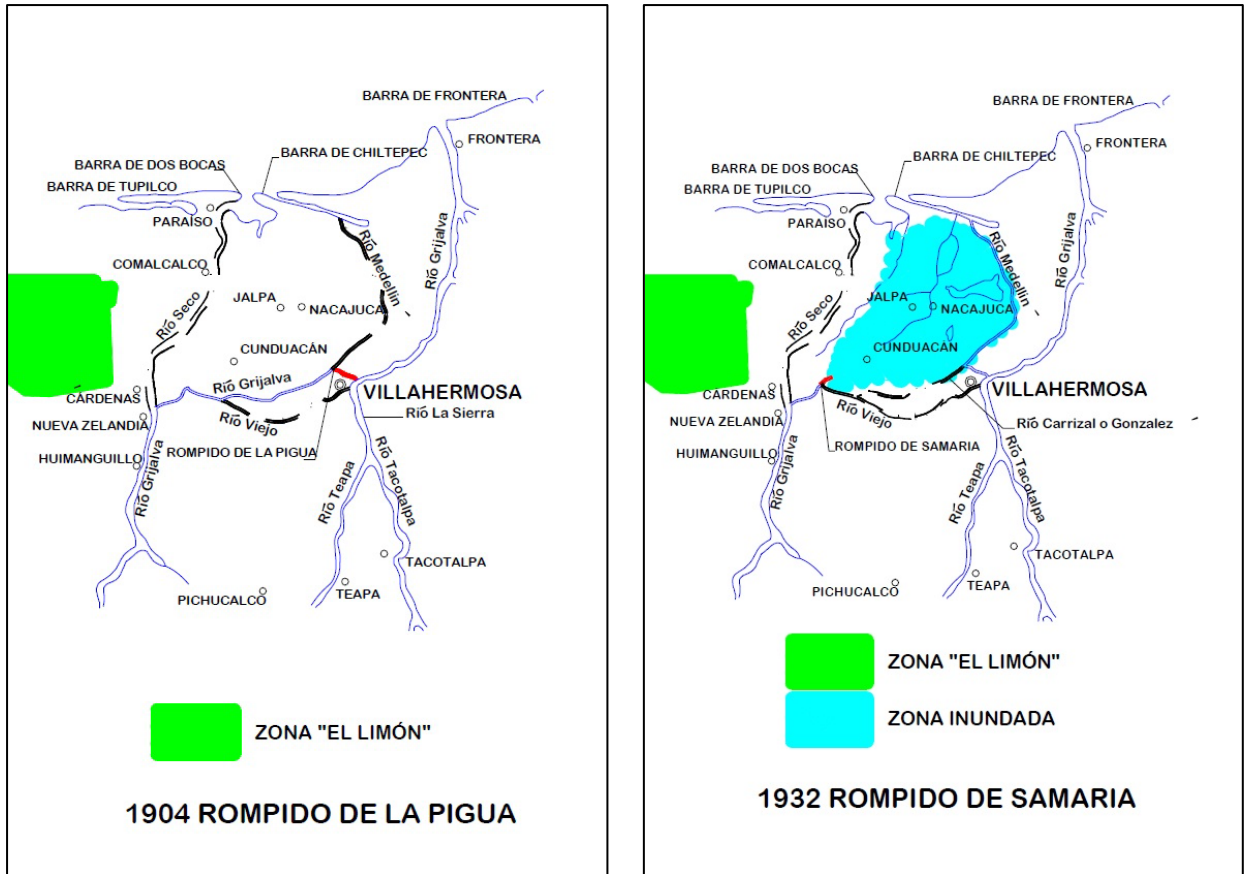 BARRA DE FRONTERA
FRONTERA
BARRA DE CHILTEPEC
BARRA DE DOS BOCAS
BARRA DE TUPILCO
PARAÍSO
Río Medellín
Río Grijalva
COMALCALCO
JALPA
NACAJUCA
Río Seco
CUNDUACÁN
Río Grijalva
VILLAHERMOSA
CÁRDENAS
Río La Sierra
NUEVA ZELANDIA
Río Viejo
HUIMANGUILLO
ROMPIDO DE LA PIGUA
Río Grijalva
Río Teapa
Río Tacotalpa
TACOTALPA
PICHUCALCO
TEAPA
ZONA "EL LIMÓN"
1904 ROMPIDO DE LA PIGUA
BARRA DE FRONTERA
FRONTERA
BARRA DE CHILTEPEC
BARRA DE DOS BOCAS
BARRA DE TUPILCO
PARAÍSO
Río Medellín
Río Grijalva
COMALCALCO
JALPA
NACAJUCA
Río Seco
CUNDUACÁN
VILLAHERMOSA
CÁRDENAS
Río Viejo
Río Carrizal o Gonzalez
NUEVA ZELANDIA
ROMPIDO DE SAMARIA
HUIMANGUILLO
Río Grijalva
Río Teapa
Río Tacotalpa
TACOTALPA
PICHUCALCO
TEAPA
ZONA "EL LIMÓN"
ZONA INUNDADA
1932 ROMPIDO DE SAMARIA